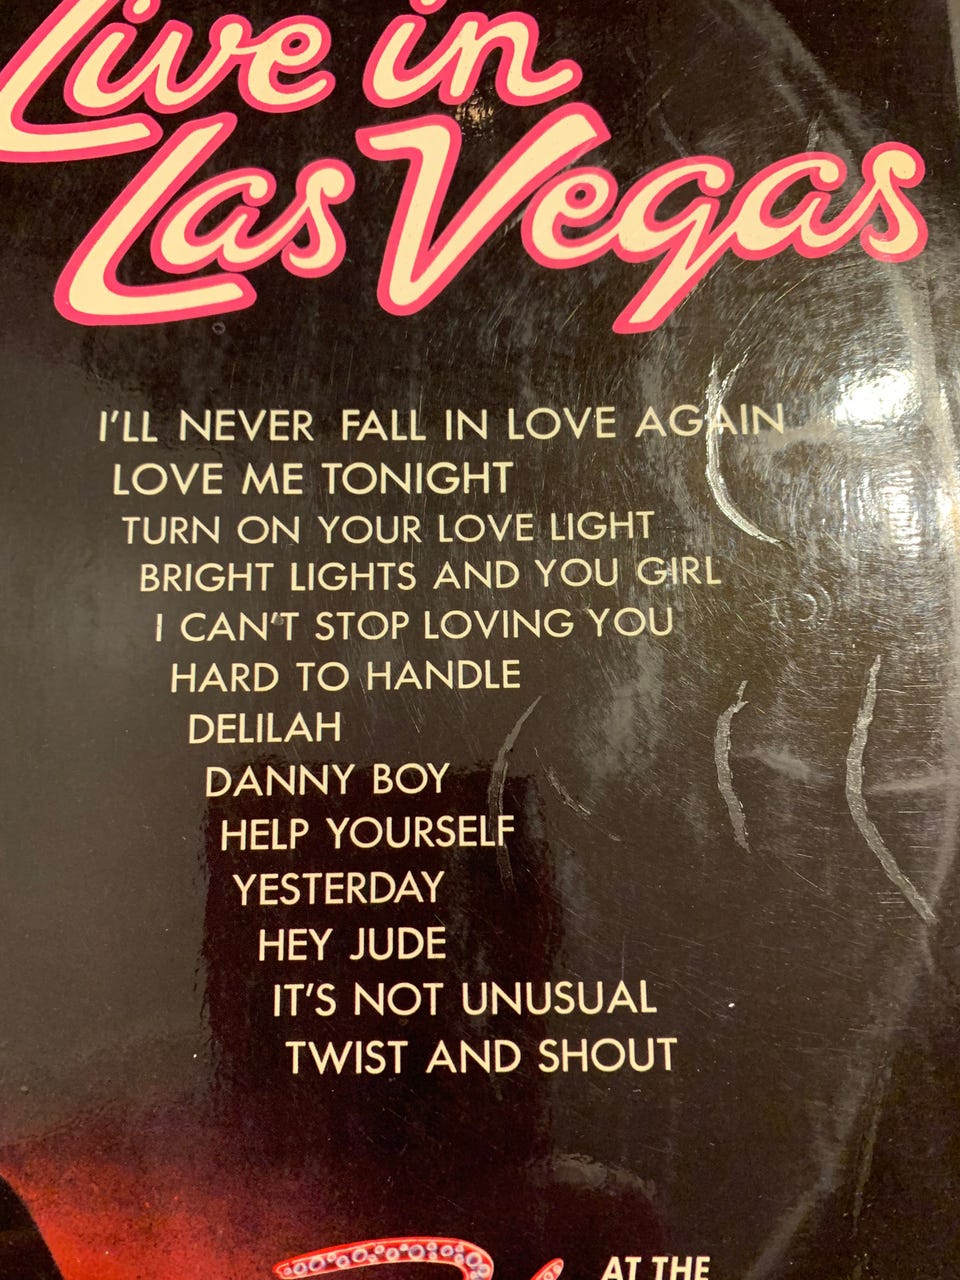 Live in
Las Vegas
I'LL NEVER FALL IN LOVE AGAIN
LOVE ME TONIGHT
TURN ON YOUR LOVE LIGHT
BRIGHT LIGHTS AND YOU GIRL
I CAN'T STOP LOVING YOU
HARD TO HANDLE
DELILAH
DANNY BOY
HELP YOURSELF
YESTERDAY
HEY JUDE
IT'S NOT UNUSUAL
TWIST AND SHOUT
AT THE